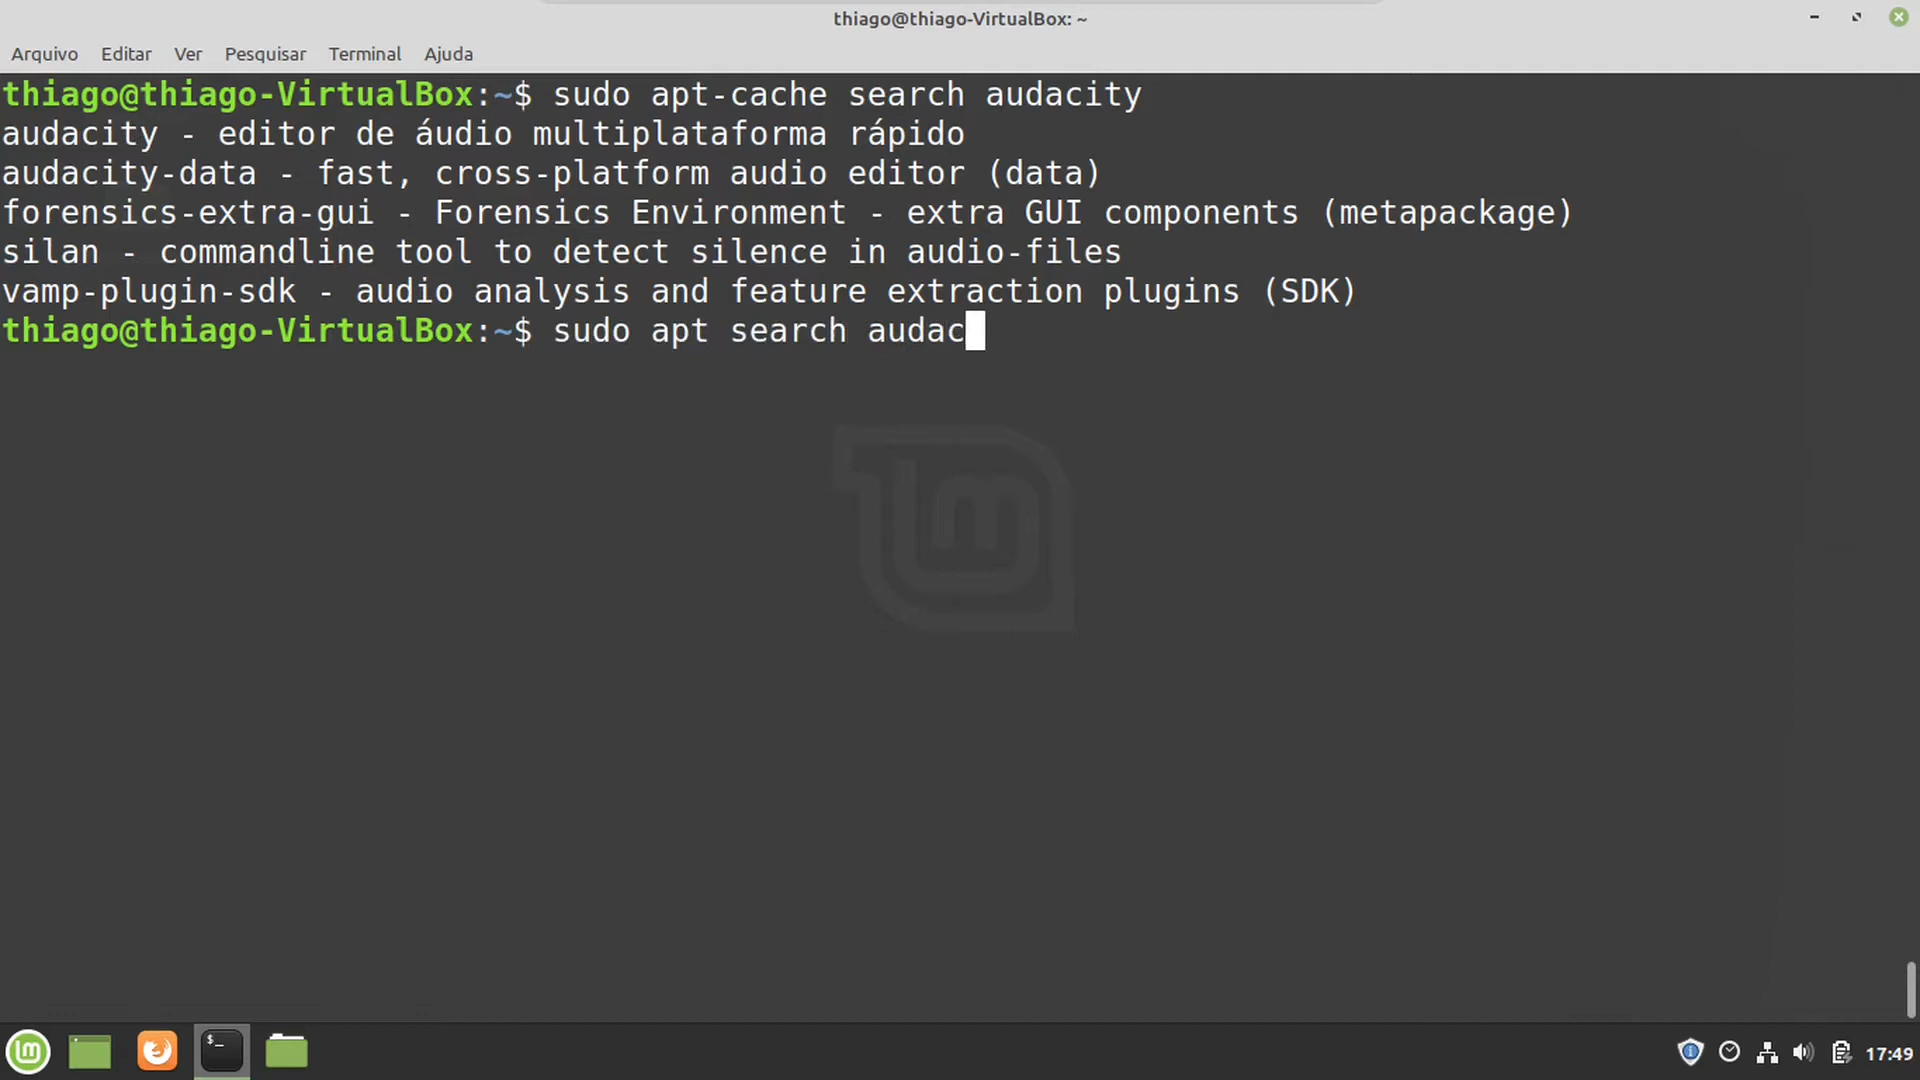 thiago@thiago-VirtualBox: ~
Arquivo Editar Ver Pesquisar Terminal Ajuda
thiago@thiago-VirtualBox:~$ sudo apt-cache search audacity
audacity - editor de áudio multiplataforma rápido
audacity-data - fast, cross-platform audio editor (data)
forensics-extra-gui - Forensics Environment - extra GUI components (metapackage)
silan - commandline tool to detect silence in audio-files
vamp-plugin-sdk - audio analysis and feature extraction plugins (SDK)
thiago@thiago-VirtualBox:~$ sudo apt search audac
17:49